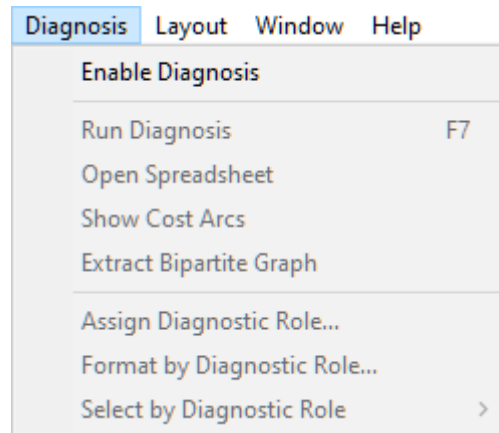 Diagnosis Layout Window Help
Enable Diagnosis
Run Diagnosis F7
Open Spreadsheet
Show Cost Arcs
Extract Bipartite Graph
Assign Diagnostic Role...
Format by Diagnostic Role...
Select by Diagnostic Role >